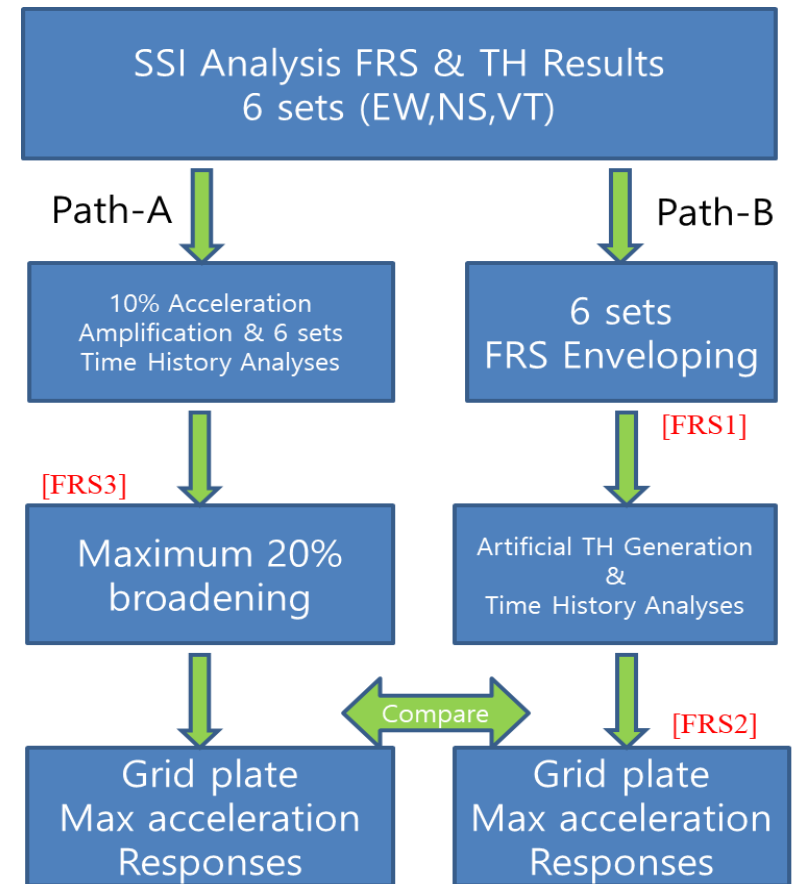 SSI Analysis FRS & TH Results
6 sets (EW,NS,VT)
Path-A
Path-B
10% Acceleration
Amplification & 6 sets
Time History Analyses
6 sets
FRS Enveloping
[FRS1]
[FRS3]
Maximum 20%
broadening
Artificial TH Generation
&
Time History Analyses
Compare
[FRS2]
Grid plate
Max acceleration
Responses
Grid plate
Max acceleration
Responses